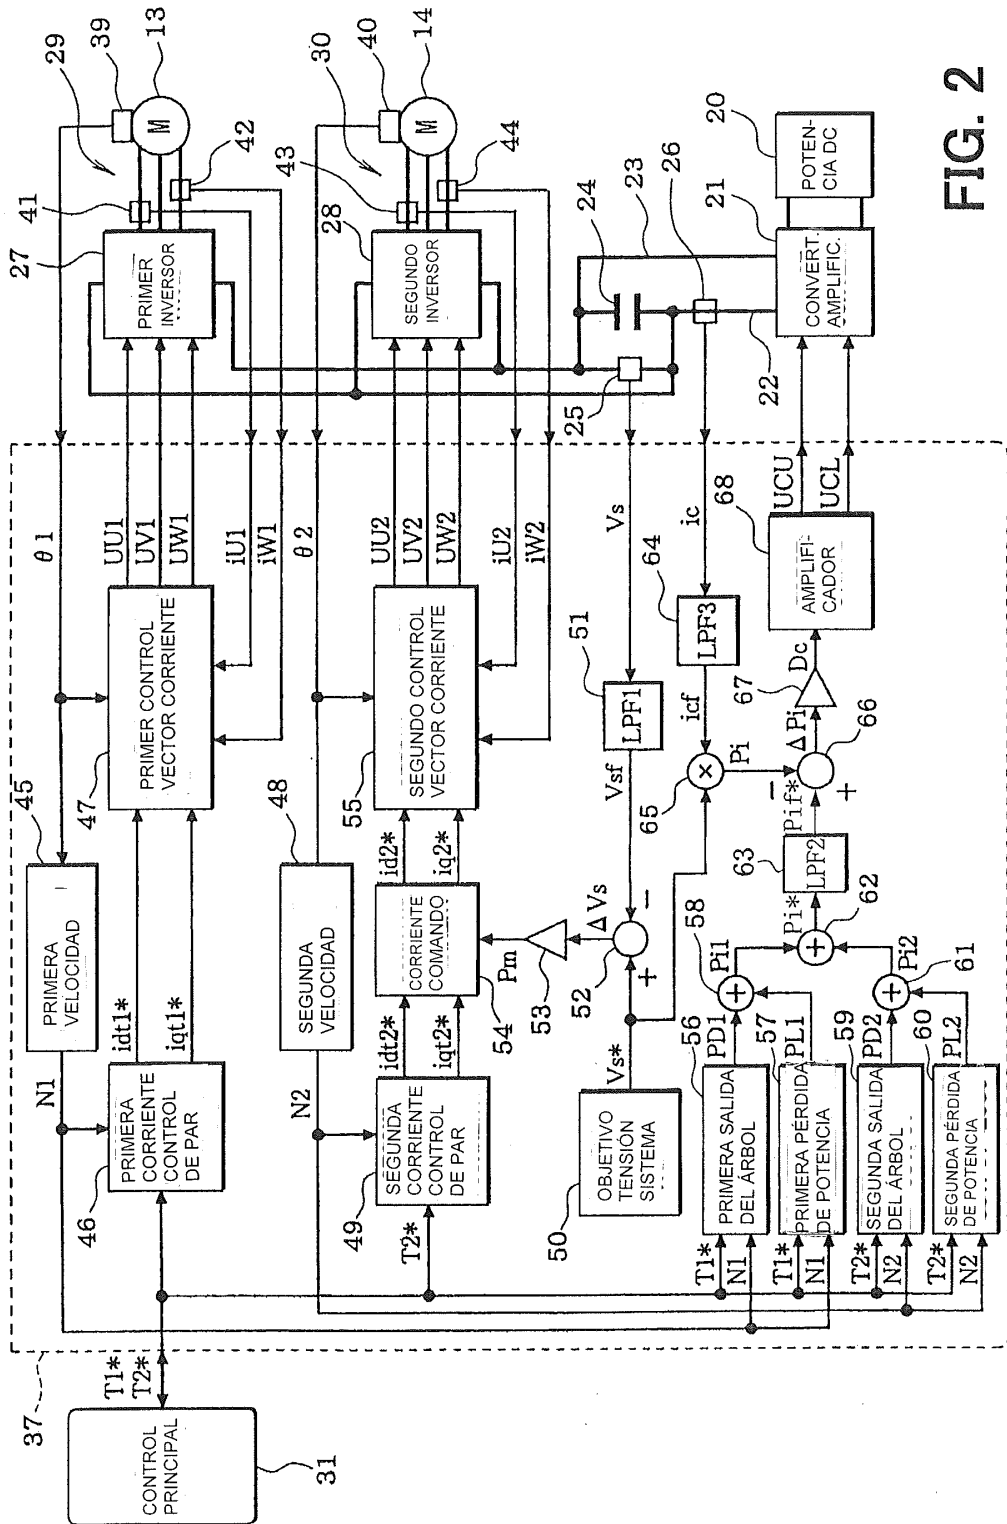 FIG. 2
37
CONTROL
PRINCIPAL
31
T1*
T2*
45
PRIMERA
VELOCIDAD
N1
46
PRIMERA
CORRIENTE
CONTROL
DE PAR
idt1*
iqt1*
47
PRIMER CONTROL
VECTOR CORRIENTE
θ1
UU1
UV1
UW1
iU1
iW1
27
PRIMER
INVERSOR
41
42
29
39
13
M
48
SEGUNDA
VELOCIDAD
N2
49
SEGUNDA
CORRIENTE
CONTROL
DE PAR
T2*
idt2*
iqt2*
54
CORRIENTE
COMANDO
id2*
iq2*
55
SEGUNDO CONTROL
VECTOR CORRIENTE
θ2
UU2
UV2
UW2
iU2
iW2
28
SEGUNDO
INVERSOR
43
44
30
40
14
M
50
OBJETIVO
TENSIÓN
SISTEMA
Vs*
52
+
−
ΔVs
53
Pm
Vsf
51
LPF1
Vs
25
24
23
26
22
64
LPF3
icf
ic
65
×
Pi
T1*
N1
56
PRIMERA SALIDA
DEL ÁRBOL
PD1
T1*
N1
57
PRIMERA PÉRDIDA
DE POTENCIA
PL1
58
+
Pi1
T2*
N2
59
SEGUNDA SALIDA
DEL ÁRBOL
PD2
T2*
N2
60
SEGUNDA PÉRDIDA
DE POTENCIA
PL2
61
+
Pi2
62
+
Pi*
63
LPF2
Pif*
−
+
66
ΔPi
67
Dc
68
AMPLIFI-
CADOR
UCU
UCL
21
CONVERT.
AMPLIFIC.
20
POTEN-
CIA DC